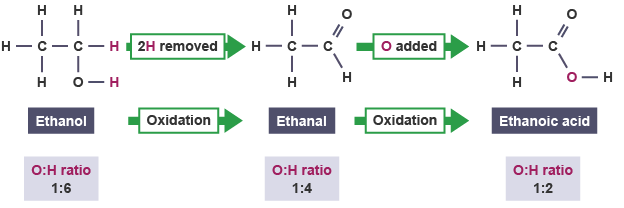 H H H H O H O
H — C — C — H 2H removed H — C — C O added H — C — C
H O — H H H H O — H
Ethanol Oxidation Ethanal Oxidation Ethanoic acid
O:H ratio O:H ratio O:H ratio
1:6 1:4 1:2